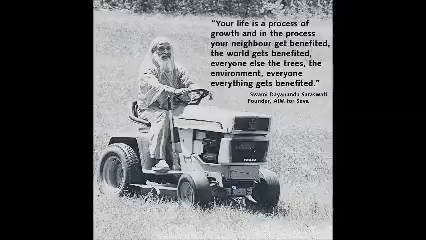 "Your life is a process of
growth and in the process
your neighbour get benefited,
the world gets benefited,
everyone else the trees, the
environment, everyone
everything gets benefited."
Swami Dayananda Saraswati
Founder, AIM for Seva.